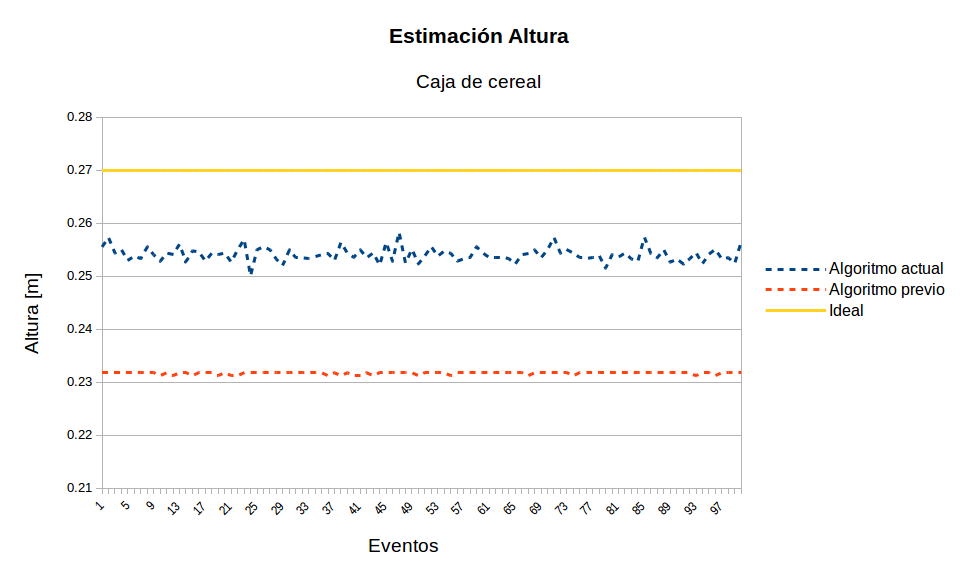 Estimación Altura
Caja de cereal
0.28
0.27
0.26
0.25
0.24
0.23
0.22
0.21
Altura [m]
1 5 9 13 17 21 25 29 33 37 41 45 49 53 57 61 65 69 73 77 81 85 89 93 97
Eventos
Algoritmo actual
Algoritmo previo
Ideal